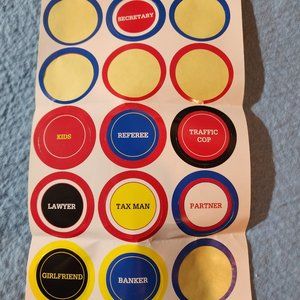 SECRETARY
KIDS
REFEREE
TRAFFIC
COP
LAWYER
TAX MAN
PARTNER
GIRLFRIEND
BANKER